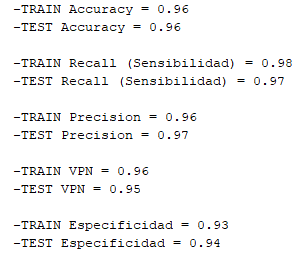 -TRAIN Accuracy = 0.96
-TEST Accuracy = 0.96
-TRAIN Recall (Sensibilidad) = 0.98
-TEST Recall (Sensibilidad) = 0.97
-TRAIN Precision = 0.96
-TEST Precision = 0.97
-TRAIN VPN = 0.96
-TEST VPN = 0.95
-TRAIN Especificidad = 0.93
-TEST Especificidad = 0.94